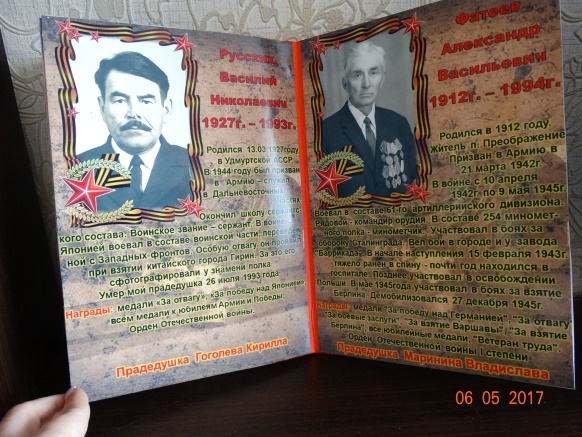 Русских
Василий
Николаевич
1927г. – 1993г.
Родился 13.03.1927году
в Удмуртской АССР.
В 1944 году был призван
в Армию – служил
в Дальневосточных
частях
Окончил школу сержантс-
кого состава. Воинское звание – сержант. В войне с
Японией воевал в составе воинской части
ной с Западных фронтов. Особую отвагу он проявил
при взятии китайского города Гирин. За это его
сфотографировали у знамени полка
Умер мой прадедушка 26 июля 1993 года
Награды: медали «За отвагу», «За победу над Японией»,
всем медали к юбилеям Армии и Победы.
Орден Отечественной войны.
Прадедушка Гоголева Кирилла
Фатеев
Александр
Васильевич
1912г. – 1994г.
Родился в 1912 году.
Житель п. Преображение
Призван в Армию в
21 марта 1942г.
В войне с 10 апреля
1942г по 9 мая 1945г.
Воевал в составе 61-го артиллерийского дивизиона.
Рядовой- командир орудия. В составе 254 миномет-
ного полка - минометчик. Участвовал в боях за
оборону Сталинграда. Вел бой в городе и у завода
"Баррикада". В начале наступления 15 февраля 1943г.
тяжело ранен в спину – почти год находился в
госпитале. Позднее участвовал в освобождении
Польши. В мае 1945года участвовал в боях за взятие
Берлина. Демобилизовался 27 декабря 1945г.
Награды: медали "За победу над Германией", "За отвагу"
"За боевые заслуги", "За взятие Варшавы", "За взятие
Берлина", все юбилейные медали, "Ветеран труда".
Орден Отечественной войны I степени
Прадедушка Маринина Владислава
06 05 2017